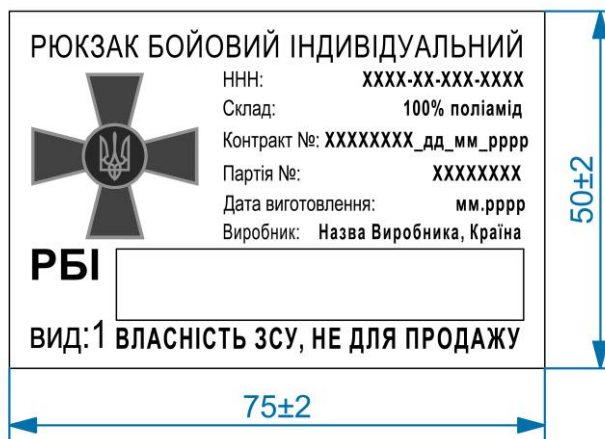 РЮКЗАК БОЙОВИЙ ІНДИВІДУАЛЬНИЙ
ННН: XXXX-XX-XXX-XXXX
Склад: 100% поліамід
Контракт №: XXXXXXXX_дд_мм_рррр
Партія №: XXXXXXXX
Дата виготовлення: мм.рррр
Виробник: Назва Виробника, Країна
РБІ
ВИД:1 ВЛАСНІСТЬ ЗСУ, НЕ ДЛЯ ПРОДАЖУ
50±2
75±2